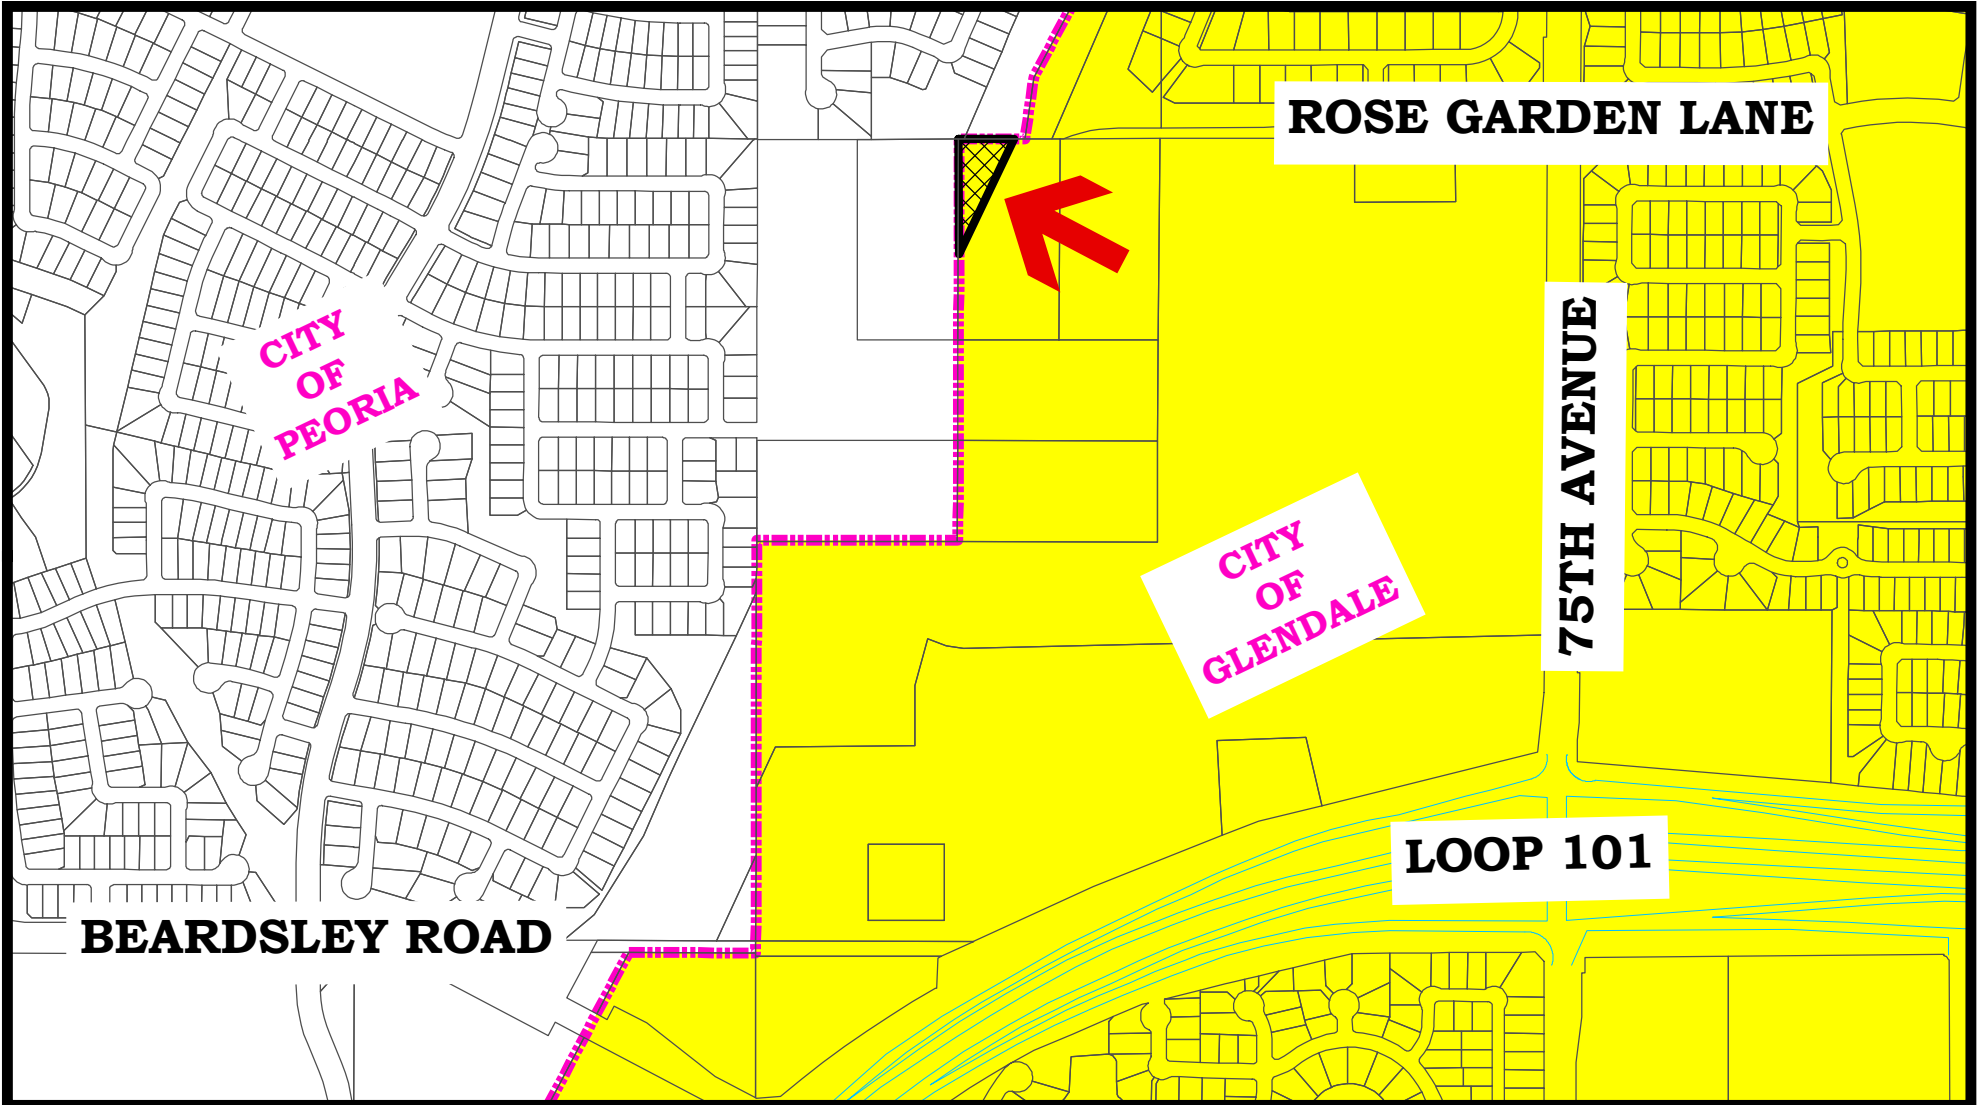 ROSE GARDEN LANE
CITY
OF
PEORIA
75TH AVENUE
CITY
OF
GLENDALE
LOOP 101
BEARDSLEY ROAD